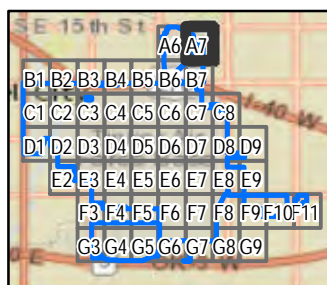 SE 15th St
A6 A7
B1 B2 B3 B4 B5 B6 B7
I-40 W
C1 C2 C3 C4 C5 C6 C7 C8
D1 D2 D3 D4 D5 D6 D7 D8 D9
E2 E3 E4 E5 E6 E7 E8 E9
F3 F4 F5 F6 F7 F8 F9 F10 F11
G3 G4 G5 G6 G7 G8 G9